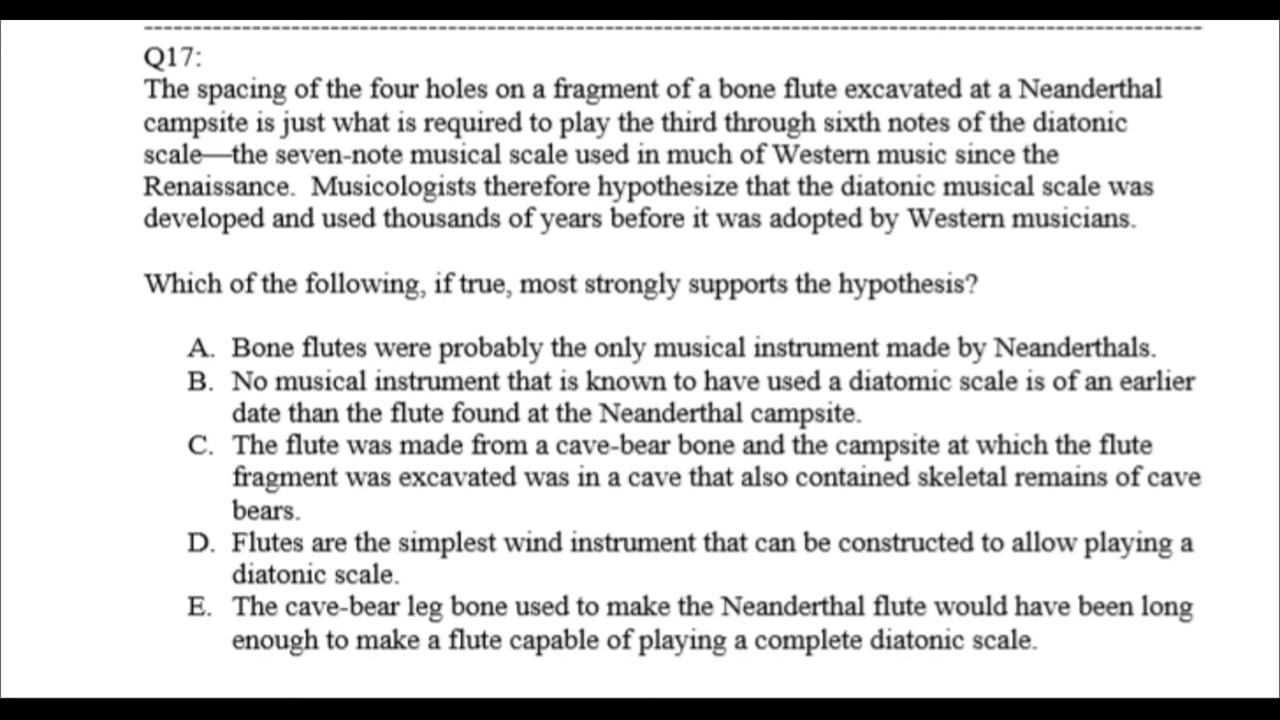 Q17:
The spacing of the four holes on a fragment of a bone flute excavated at a Neanderthal
campsite is just what is required to play the third through sixth notes of the diatonic
scale—the seven-note musical scale used in much of Western music since the
Renaissance. Musicologists therefore hypothesize that the diatonic musical scale was
developed and used thousands of years before it was adopted by Western musicians.
Which of the following, if true, most strongly supports the hypothesis?
A. Bone flutes were probably the only musical instrument made by Neanderthals.
B. No musical instrument that is known to have used a diatomic scale is of an earlier
date than the flute found at the Neanderthal campsite.
C. The flute was made from a cave-bear bone and the campsite at which the flute
fragment was excavated was in a cave that also contained skeletal remains of cave
bears.
D. Flutes are the simplest wind instrument that can be constructed to allow playing a
diatonic scale.
E. The cave-bear leg bone used to make the Neanderthal flute would have been long
enough to make a flute capable of playing a complete diatonic scale.